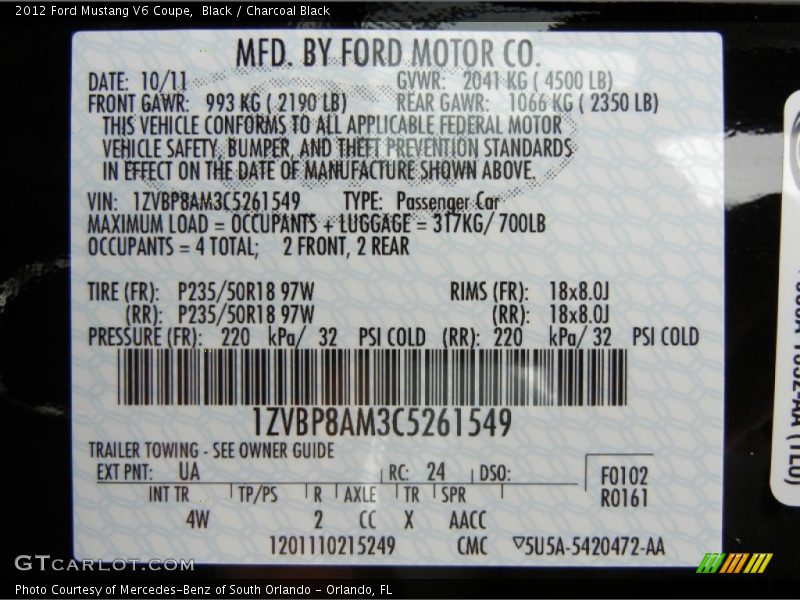 2012 Ford Mustang V6 Coupe,  Black / Charcoal Black
MFD. BY FORD MOTOR CO.
DATE: 10/11 GVWR: 2041 KG ( 4500 LB)
FRONT GAWR: 993 KG ( 2190 LB) REAR GAWR: 1066 KG ( 2350 LB)
THIS VEHICLE CONFORMS TO ALL APPLICABLE FEDERAL MOTOR
VEHICLE SAFETY, BUMPER, AND THEFT PREVENTION STANDARDS
IN EFFECT ON THE DATE OF MANUFACTURE SHOWN ABOVE.
VIN: 1ZVBP8AM3C5261549 TYPE: Passenger Car
MAXIMUM LOAD = OCCUPANTS + LUGGAGE = 317KG/ 700LB
OCCUPANTS = 4 TOTAL; 2 FRONT, 2 REAR
TIRE (FR): P235/50R18 97W RIMS (FR): 18x8.0J
(RR): P235/50R18 97W (RR): 18x8.0J
PRESSURE (FR): 220 kPa/ 32 PSI COLD (RR): 220 kPa/ 32 PSI COLD
1ZVBP8AM3C5261549
TRAILER TOWING - SEE OWNER GUIDE
EXT PNT: UA RC: 24 DSO: F0102
R0161
INT TR TP/PS R AXLE TR SPR
4W 2 CC X AACC
1201110215249 CMC ▽5U5A-5420472-AA
GTCARLOT.COM
Photo Courtesy of Mercedes-Benz of South Orlando - Orlando, FL